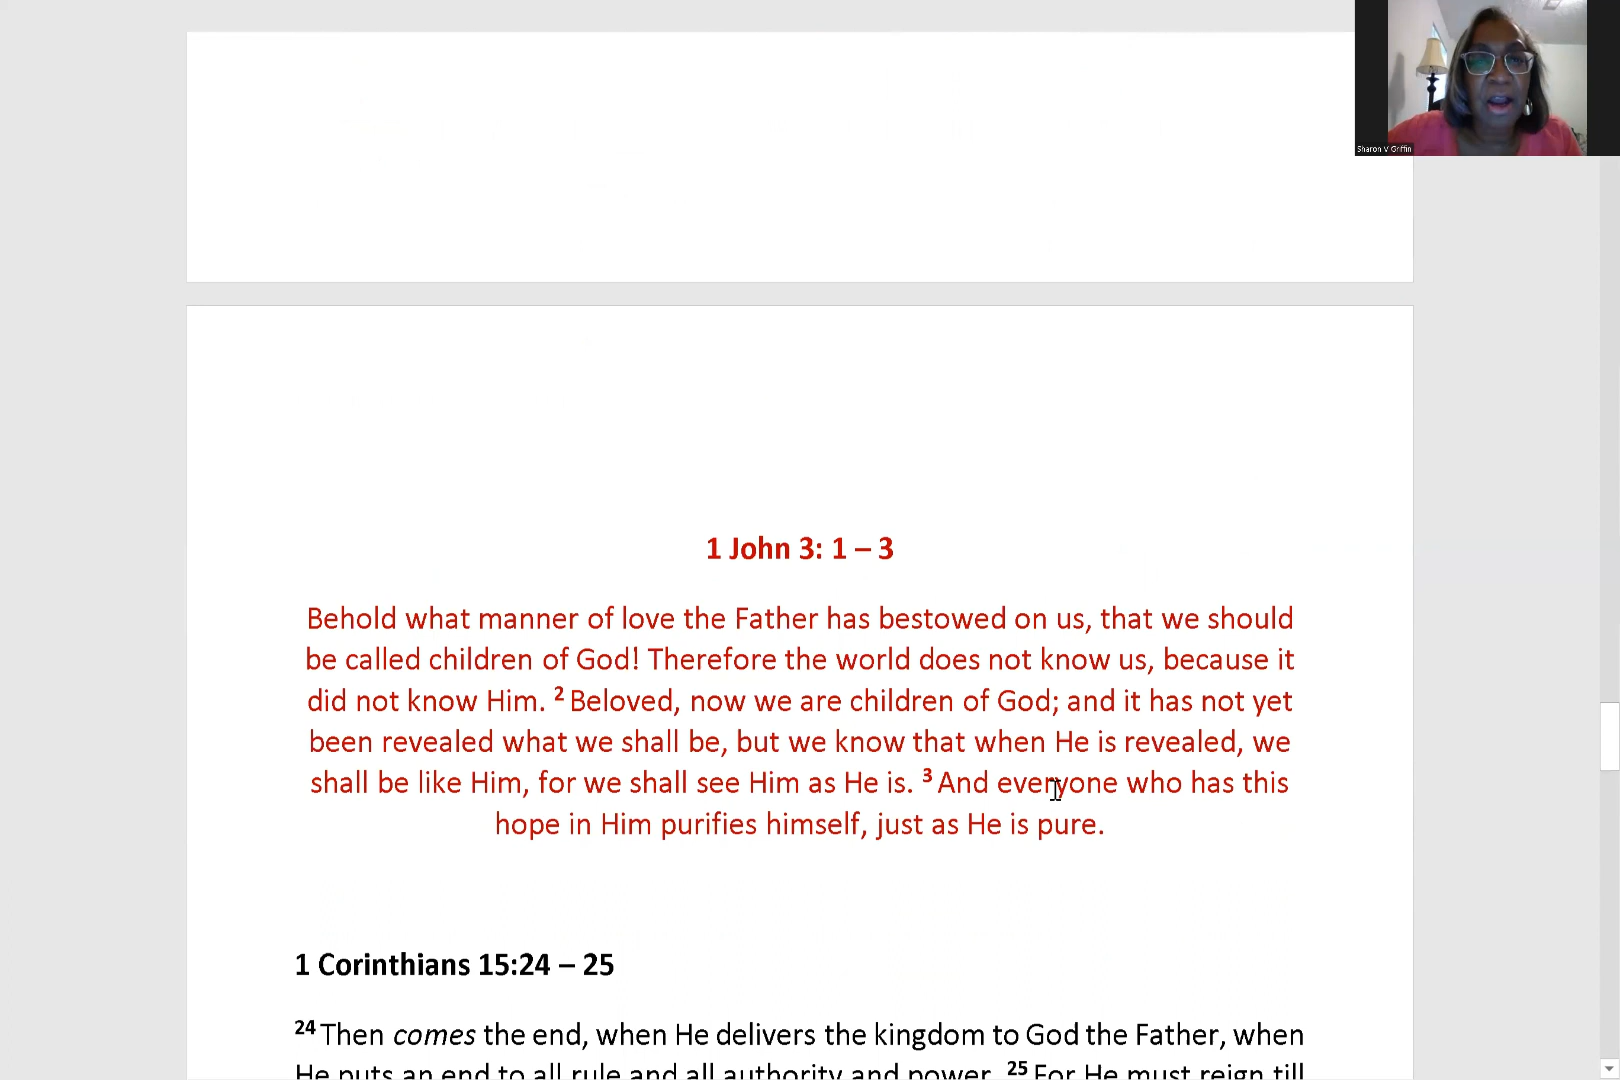 Sharon V Griffin
1 John 3: 1 – 3
Behold what manner of love the Father has bestowed on us, that we should
be called children of God! Therefore the world does not know us, because it
did not know Him. 2 Beloved, now we are children of God; and it has not yet
been revealed what we shall be, but we know that when He is revealed, we
shall be like Him, for we shall see Him as He is. 3 And everyone who has this
hope in Him purifies himself, just as He is pure.
1 Corinthians 15:24 – 25
24 Then comes the end, when He delivers the kingdom to God the Father, when
He puts an end to all rule and all authority and power. 25 For He must reign till